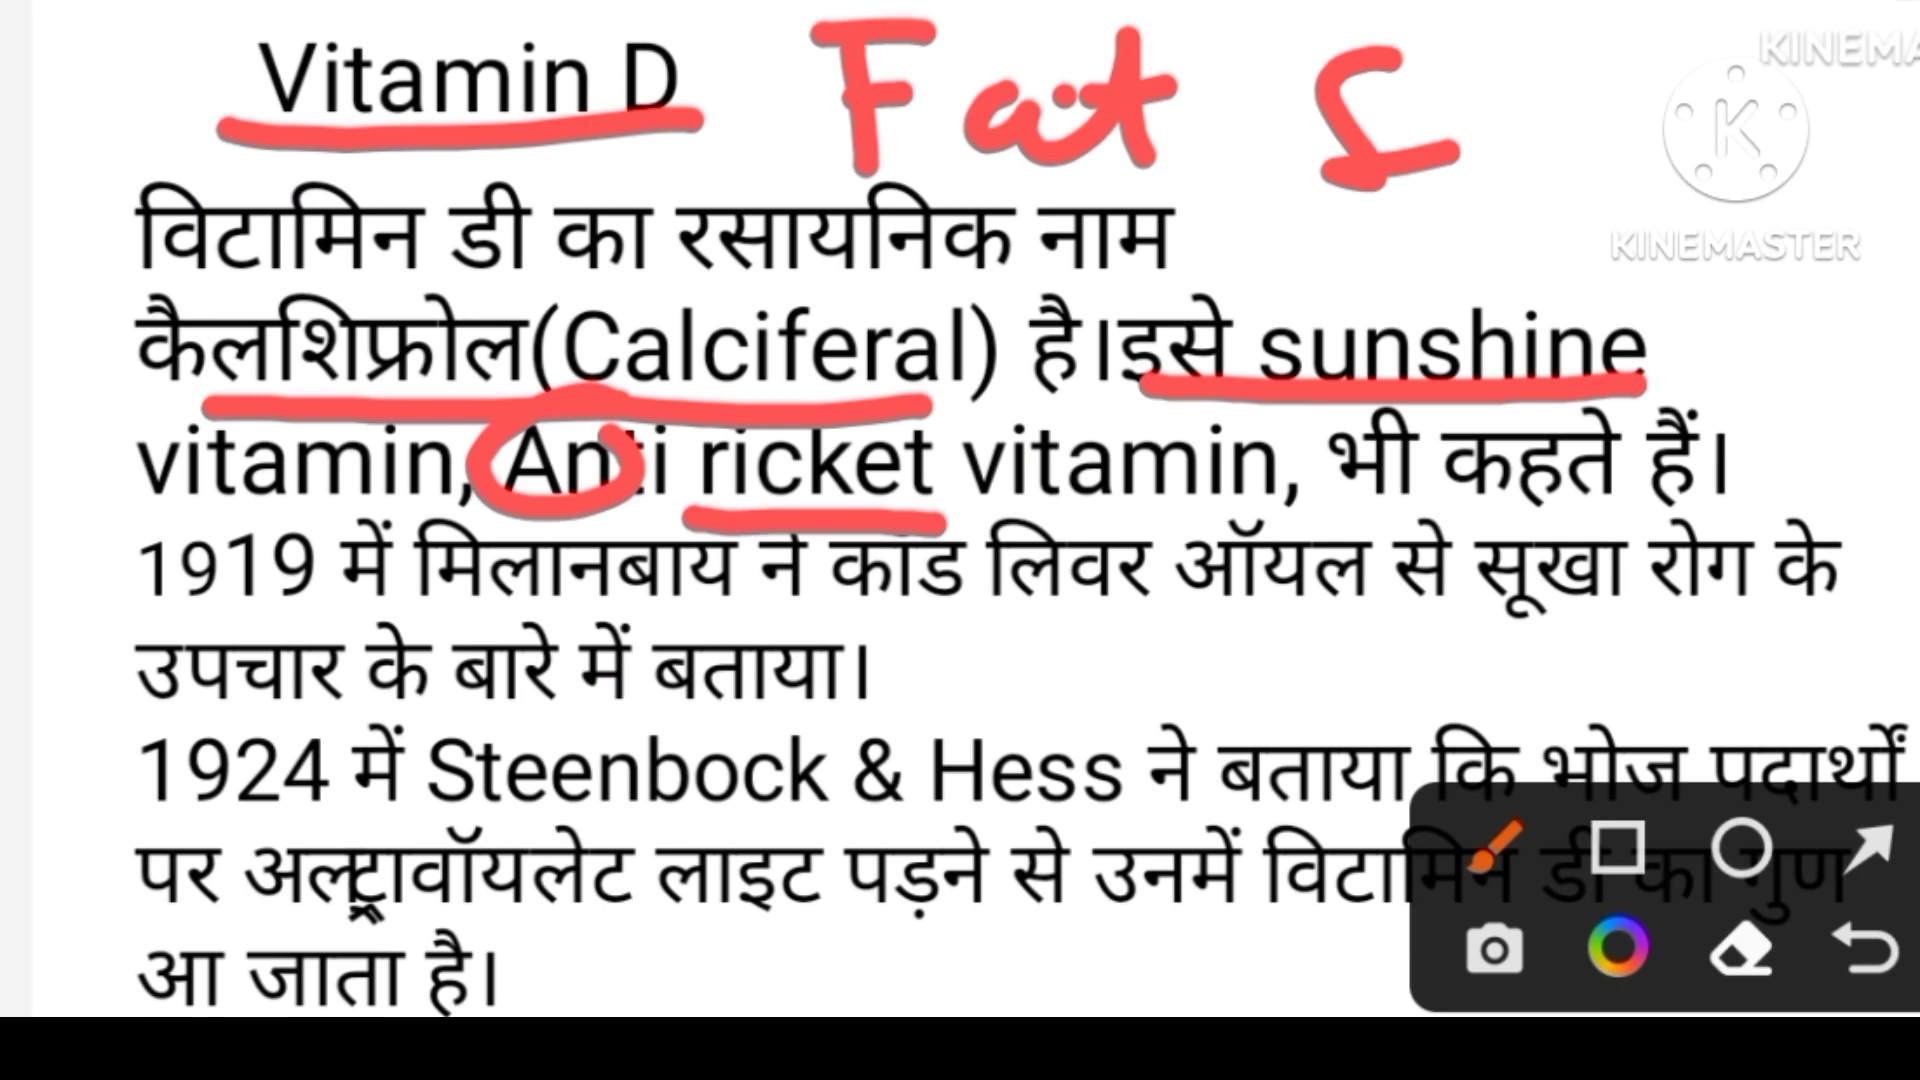 Vitamin D Fat S
KINEMA
KINEMASTER
विटामिन डी का रसायनिक नाम
कैलशिफ्रोल(Calciferal) है।इसे sunshine
vitamin, Anti ricket vitamin, भी कहते हैं।
1919 में मिलानबाय ने कॉड लिवर ऑयल से सूखा रोग के
उपचार के बारे में बताया।
1924 में Steenbock & Hess ने बताया कि भोज पदार्थों
पर अल्ट्रावॉयलेट लाइट पड़ने से उनमें विटामिन डी का गुण
आ जाता है।